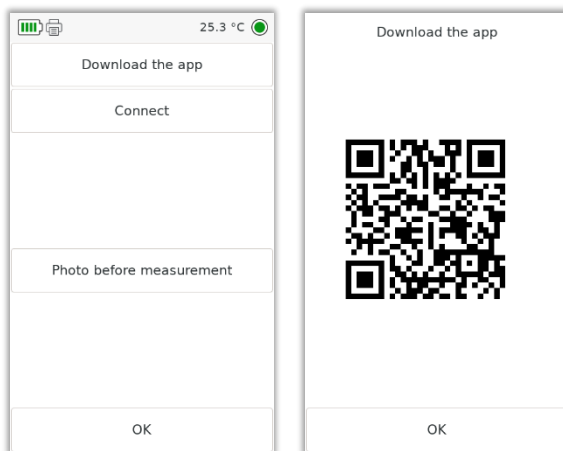 25.3 °C
Download the app
Connect
Photo before measurement
OK
Download the app
OK